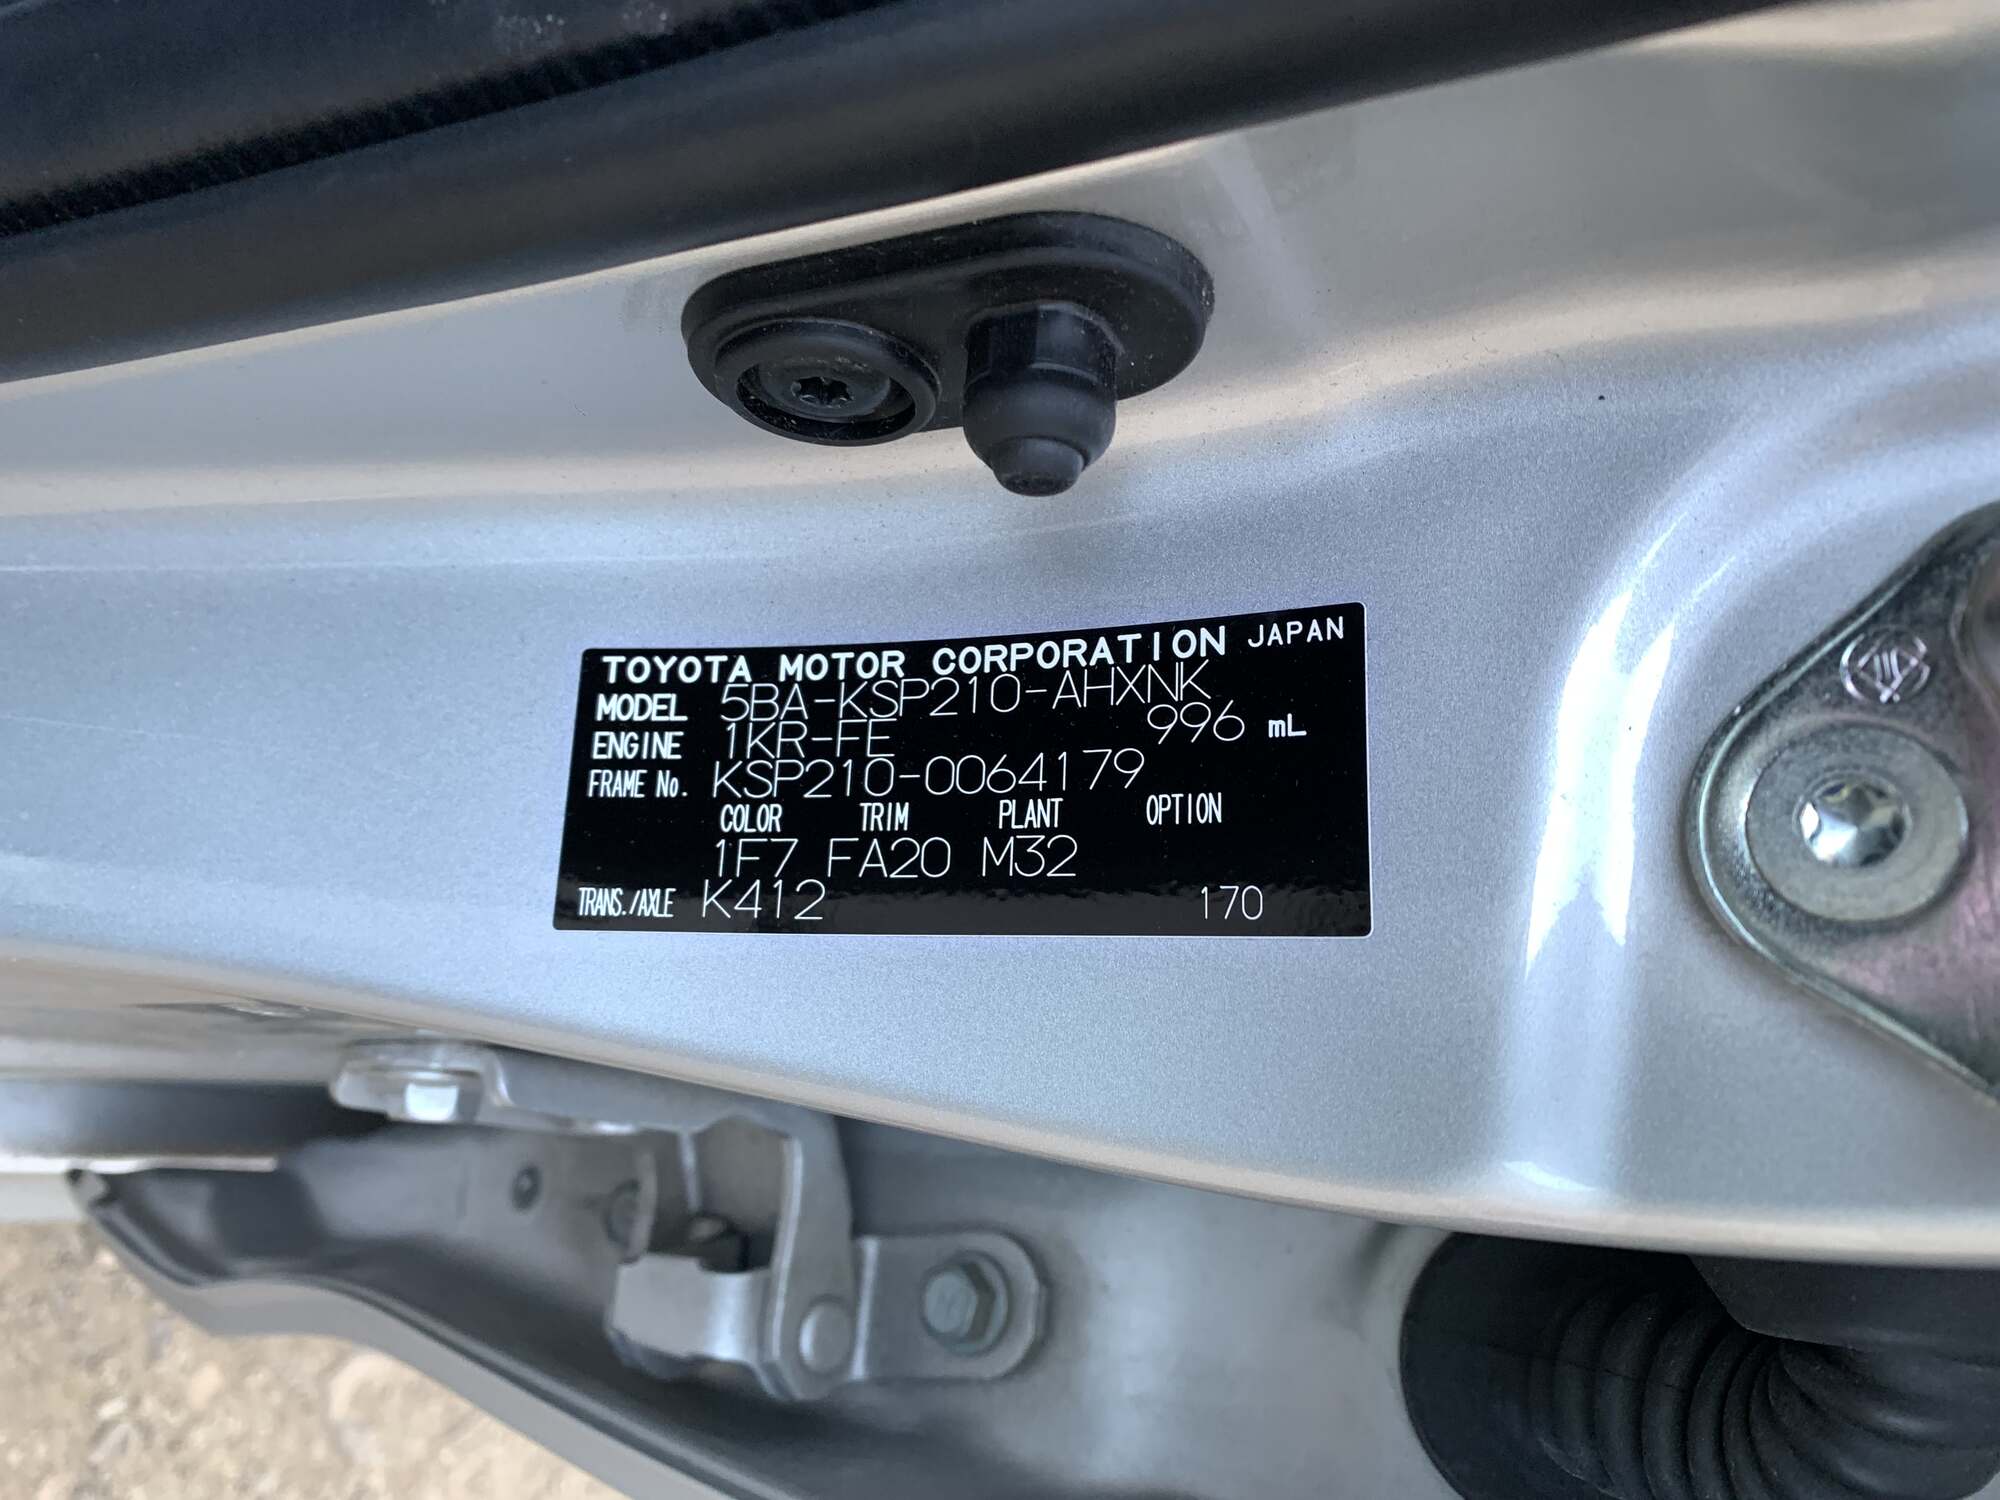 TOYOTA MOTOR CORPORATION JAPAN
MODEL 5BA-KSP210-AHXNK
ENGINE 1KR-FE 996 mL
FRAME No. KSP210-0064179
COLOR TRIM PLANT OPTION
1F7 FA20 M32
TRANS./AXLE K412 170